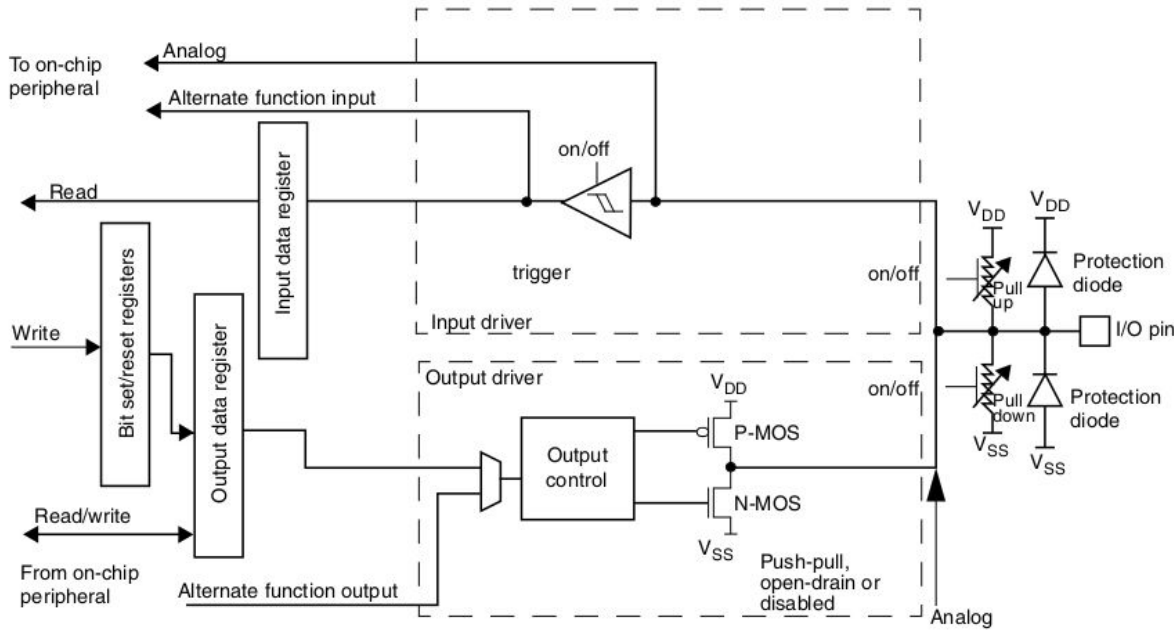 To on-chip
peripheral
Analog
Alternate function input
on/off
Read
Input data register
Bit set/reset registers
Output data register
Write
trigger
Input driver
on/off
VDD
VDD
Pull
up
Protection
diode
I/O pin
Output driver
on/off
Pull
down
Protection
diode
VSS
VSS
VDD
P-MOS
Output
control
N-MOS
VSS
Read/write
From on-chip
peripheral
Alternate function output
Push-pull,
open-drain or
disabled
Analog